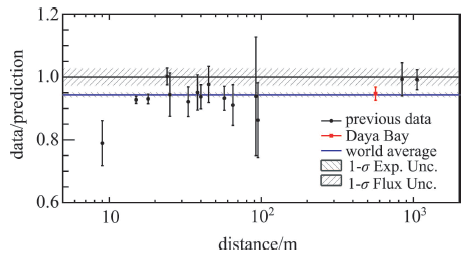 1.2
1.0
0.8
0.6
data/prediction
previous data
Daya Bay
world average
1-σ Exp. Unc.
1-σ Flux Unc.
10 10² 10³
distance/m